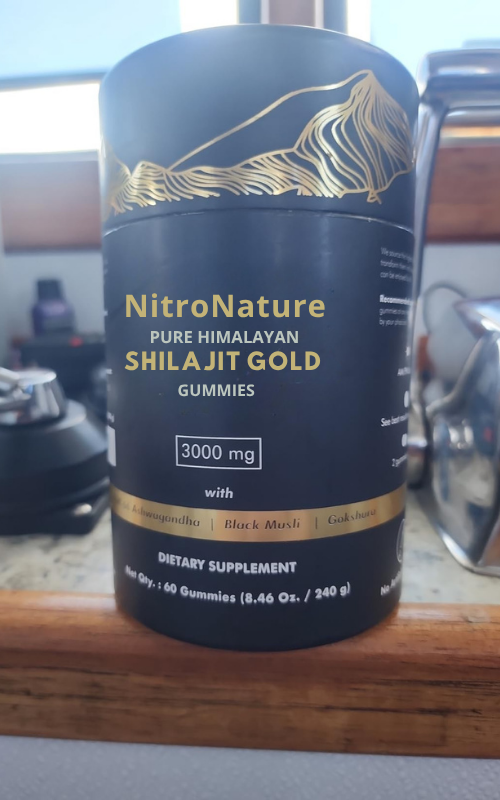 NitroNature
PURE HIMALAYAN
SHILAJIT GOLD
GUMMIES
3000 mg
with
Ashwagandha | Black Musli | Gokshura
DIETARY SUPPLEMENT
Net Qty. : 60 Gummies (8.46 Oz. / 240 g)